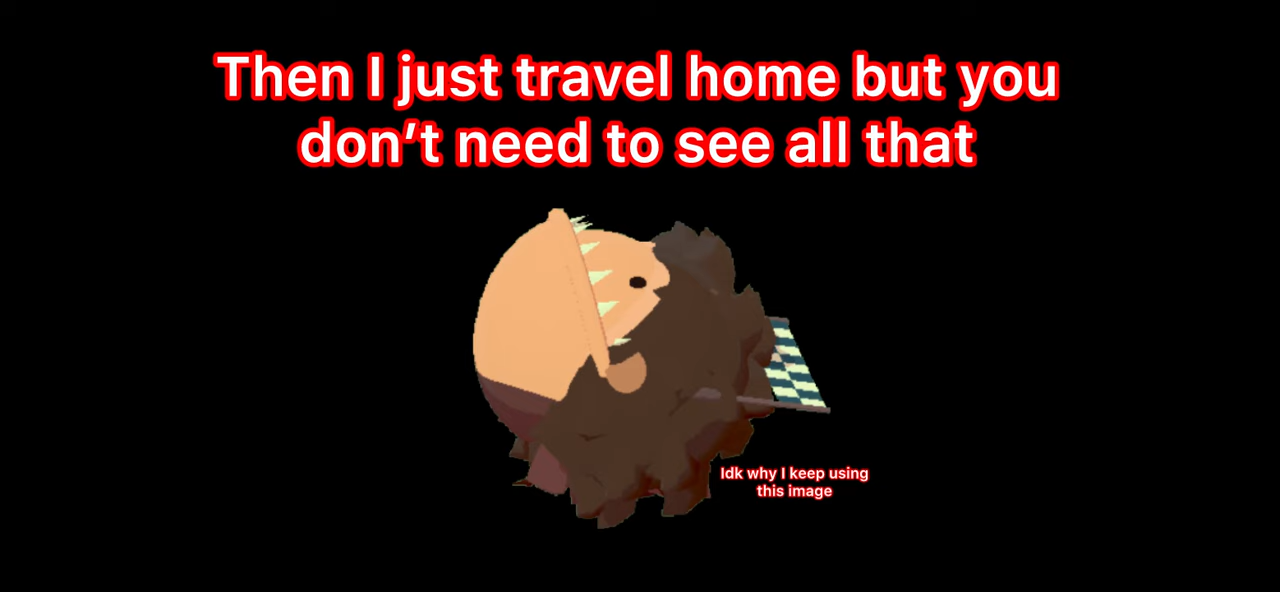 Then I just travel home but you
don’t need to see all that
Idk why I keep using
this image